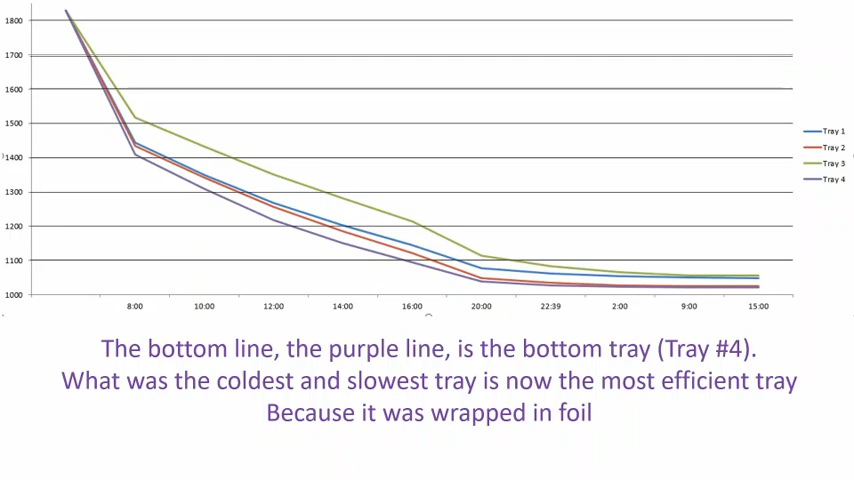 1800
1700
1600
1500
1400
1300
1200
1100
1000
8:00 10:00 12:00 14:00 16:00 20:00 22:39 2:00 9:00 15:00
Tray 1
Tray 2
Tray 3
Tray 4
The bottom line, the purple line, is the bottom tray (Tray #4).
What was the coldest and slowest tray is now the most efficient tray
Because it was wrapped in foil